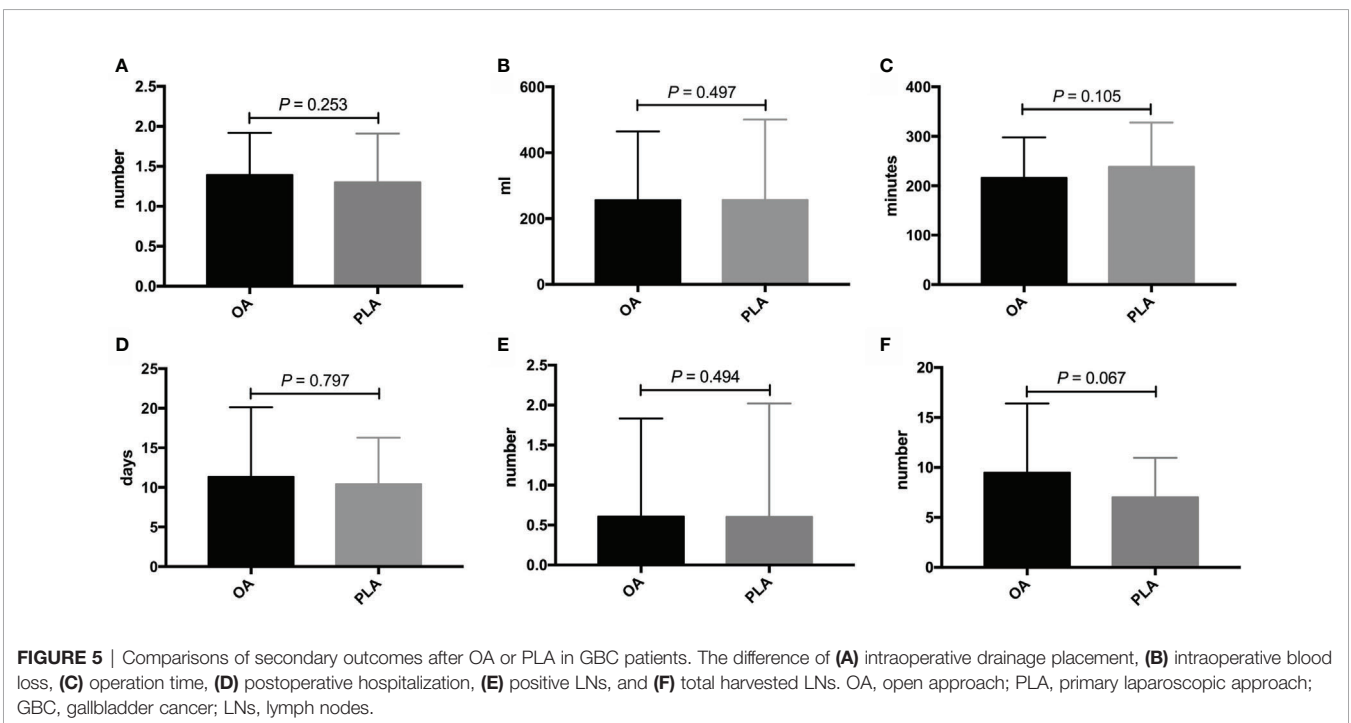 A
number
2.5
2.0
1.5
1.0
0.5
0.0
P = 0.253
OA
PLA
B
ml
600
400
200
0
P = 0.497
OA
PLA
C
minutes
400
300
200
100
0
P = 0.105
OA
PLA
D
days
25
20
15
10
5
0
P = 0.797
OA
PLA
E
number
2.5
2.0
1.5
1.0
0.5
0.0
P = 0.494
OA
PLA
F
number
20
15
10
5
0
P = 0.067
OA
PLA
FIGURE 5 | Comparisons of secondary outcomes after OA or PLA in GBC patients. The difference of (A) intraoperative drainage placement, (B) intraoperative blood
loss, (C) operation time, (D) postoperative hospitalization, (E) positive LNs, and (F) total harvested LNs. OA, open approach; PLA, primary laparoscopic approach;
GBC, gallbladder cancer; LNs, lymph nodes.